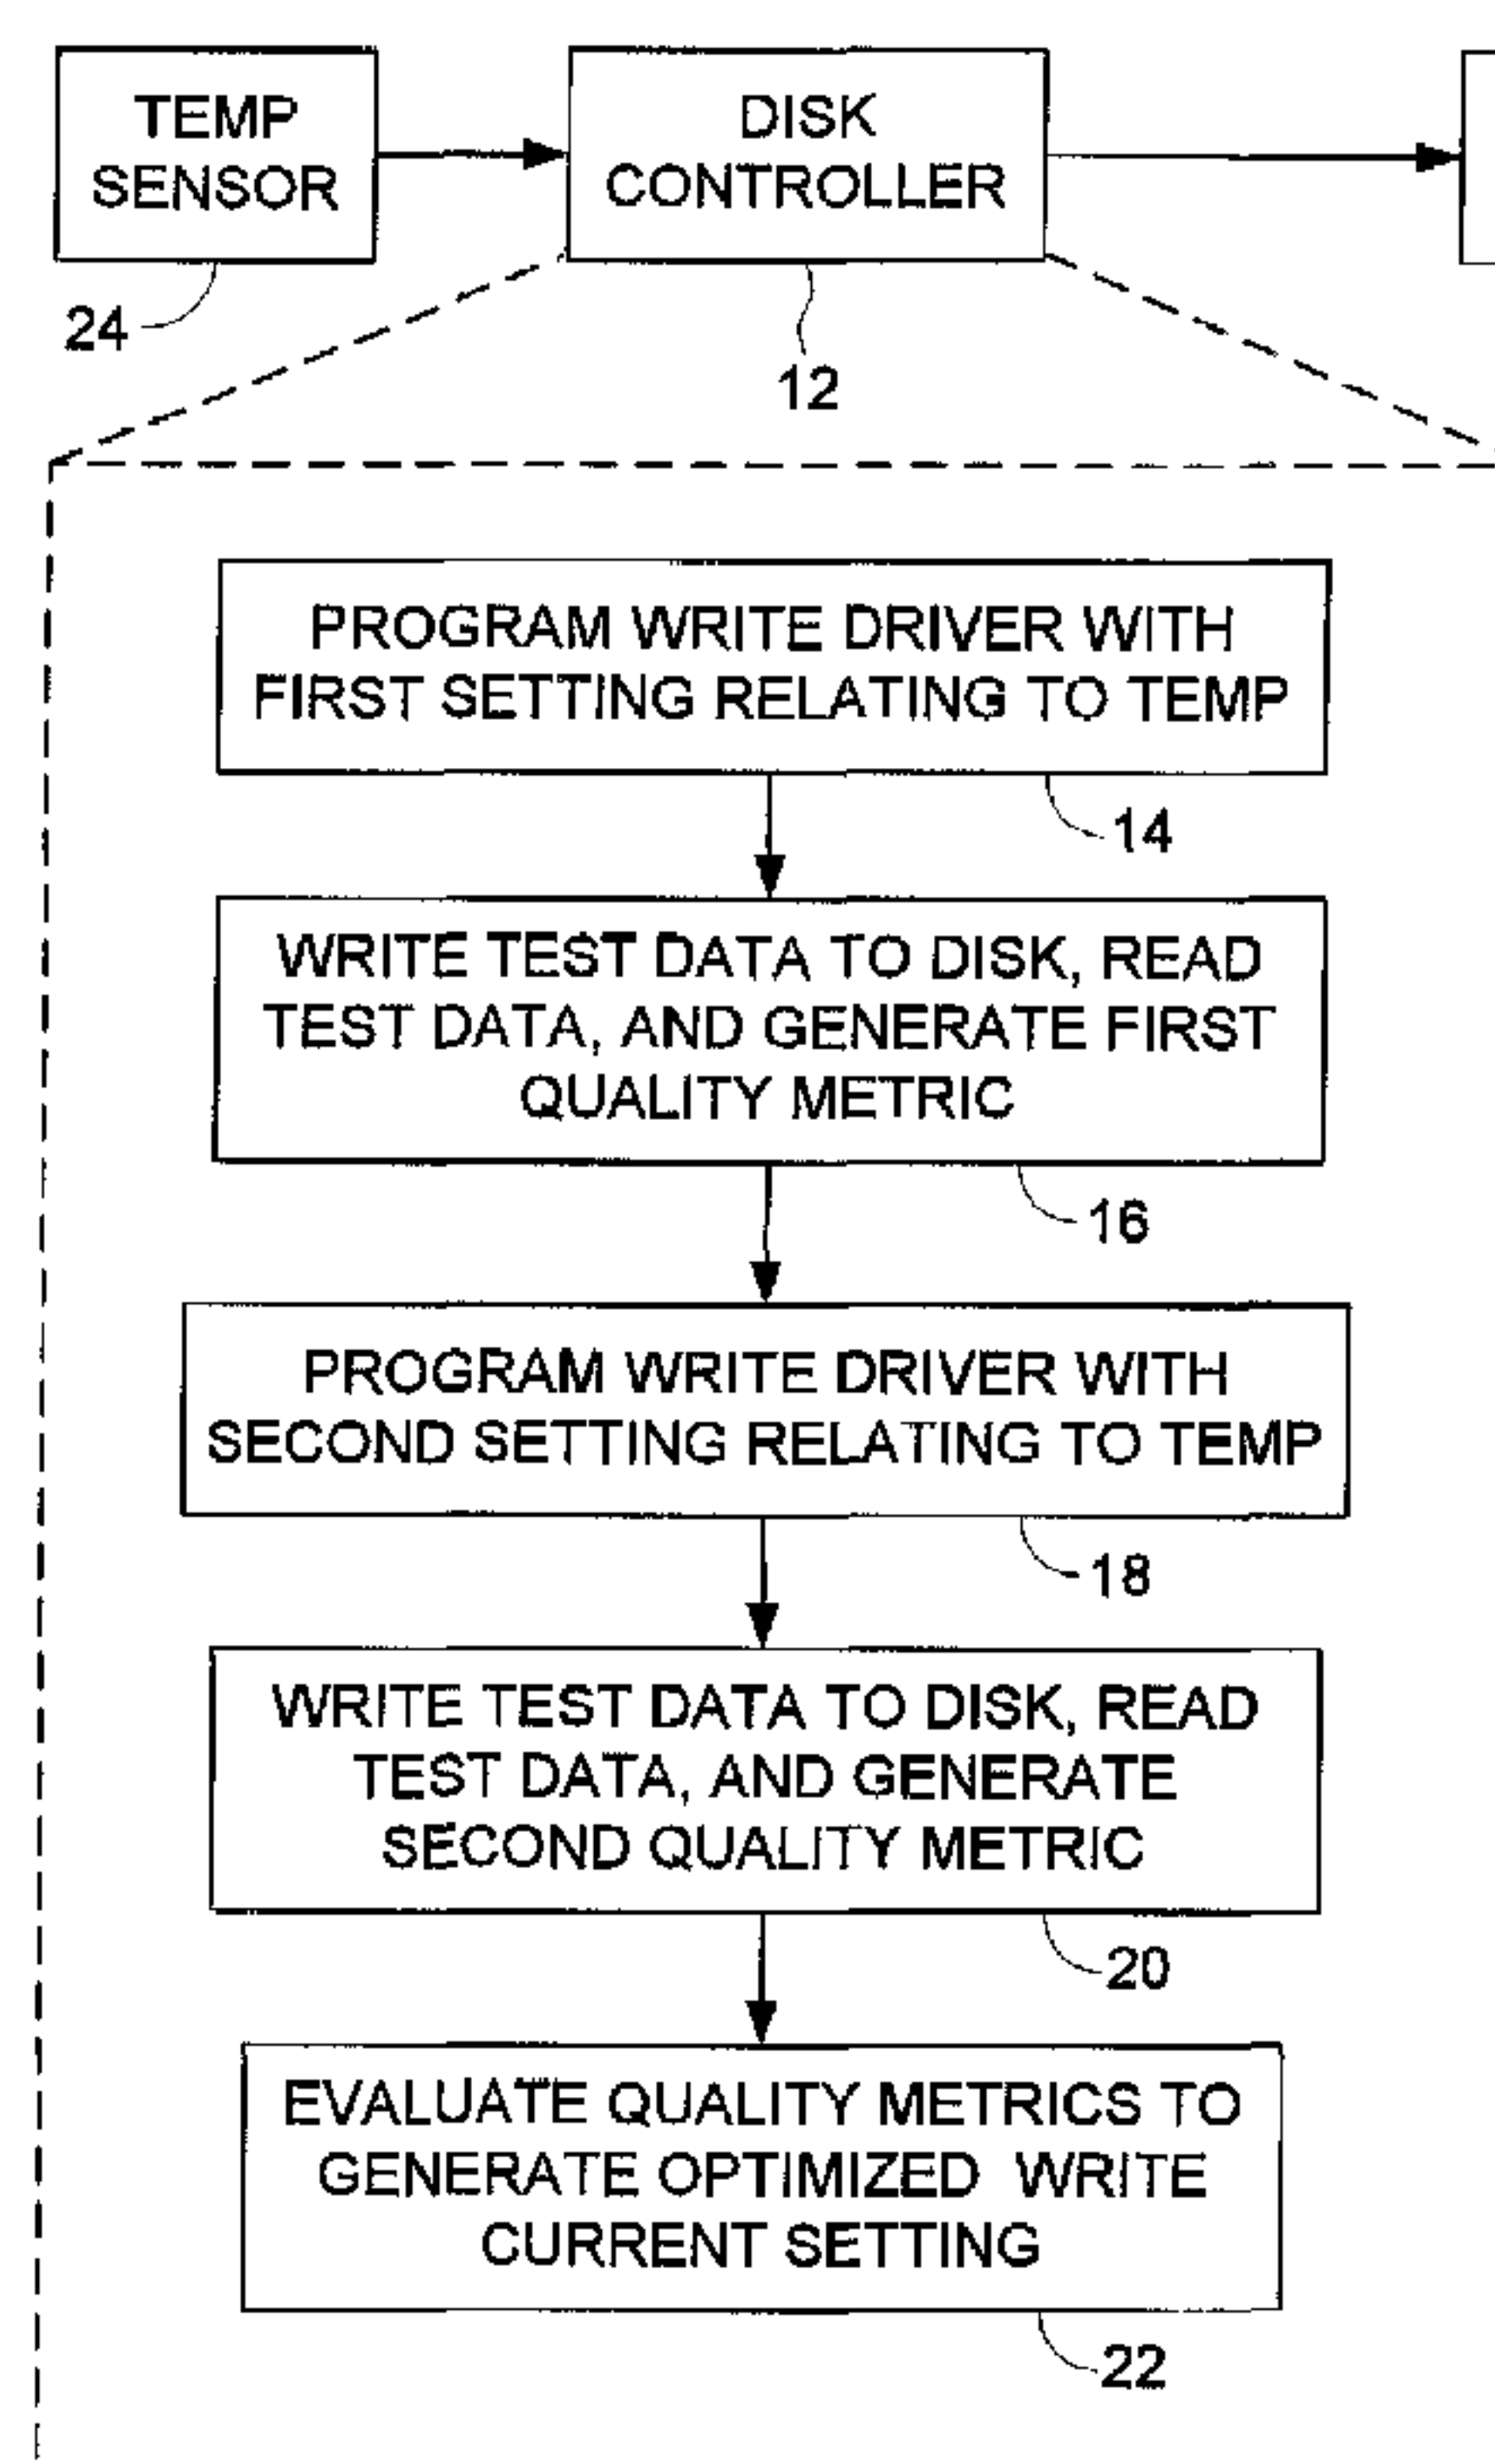 TEMP
SENSOR
24
DISK
CONTROLLER
12
PROGRAM WRITE DRIVER WITH
FIRST SETTING RELATING TO TEMP
14
WRITE TEST DATA TO DISK, READ
TEST DATA, AND GENERATE FIRST
QUALITY METRIC
16
PROGRAM WRITE DRIVER WITH
SECOND SETTING RELATING TO TEMP
18
WRITE TEST DATA TO DISK, READ
TEST DATA, AND GENERATE
SECOND QUALITY METRIC
20
EVALUATE QUALITY METRICS TO
GENERATE OPTIMIZED WRITE
CURRENT SETTING
22